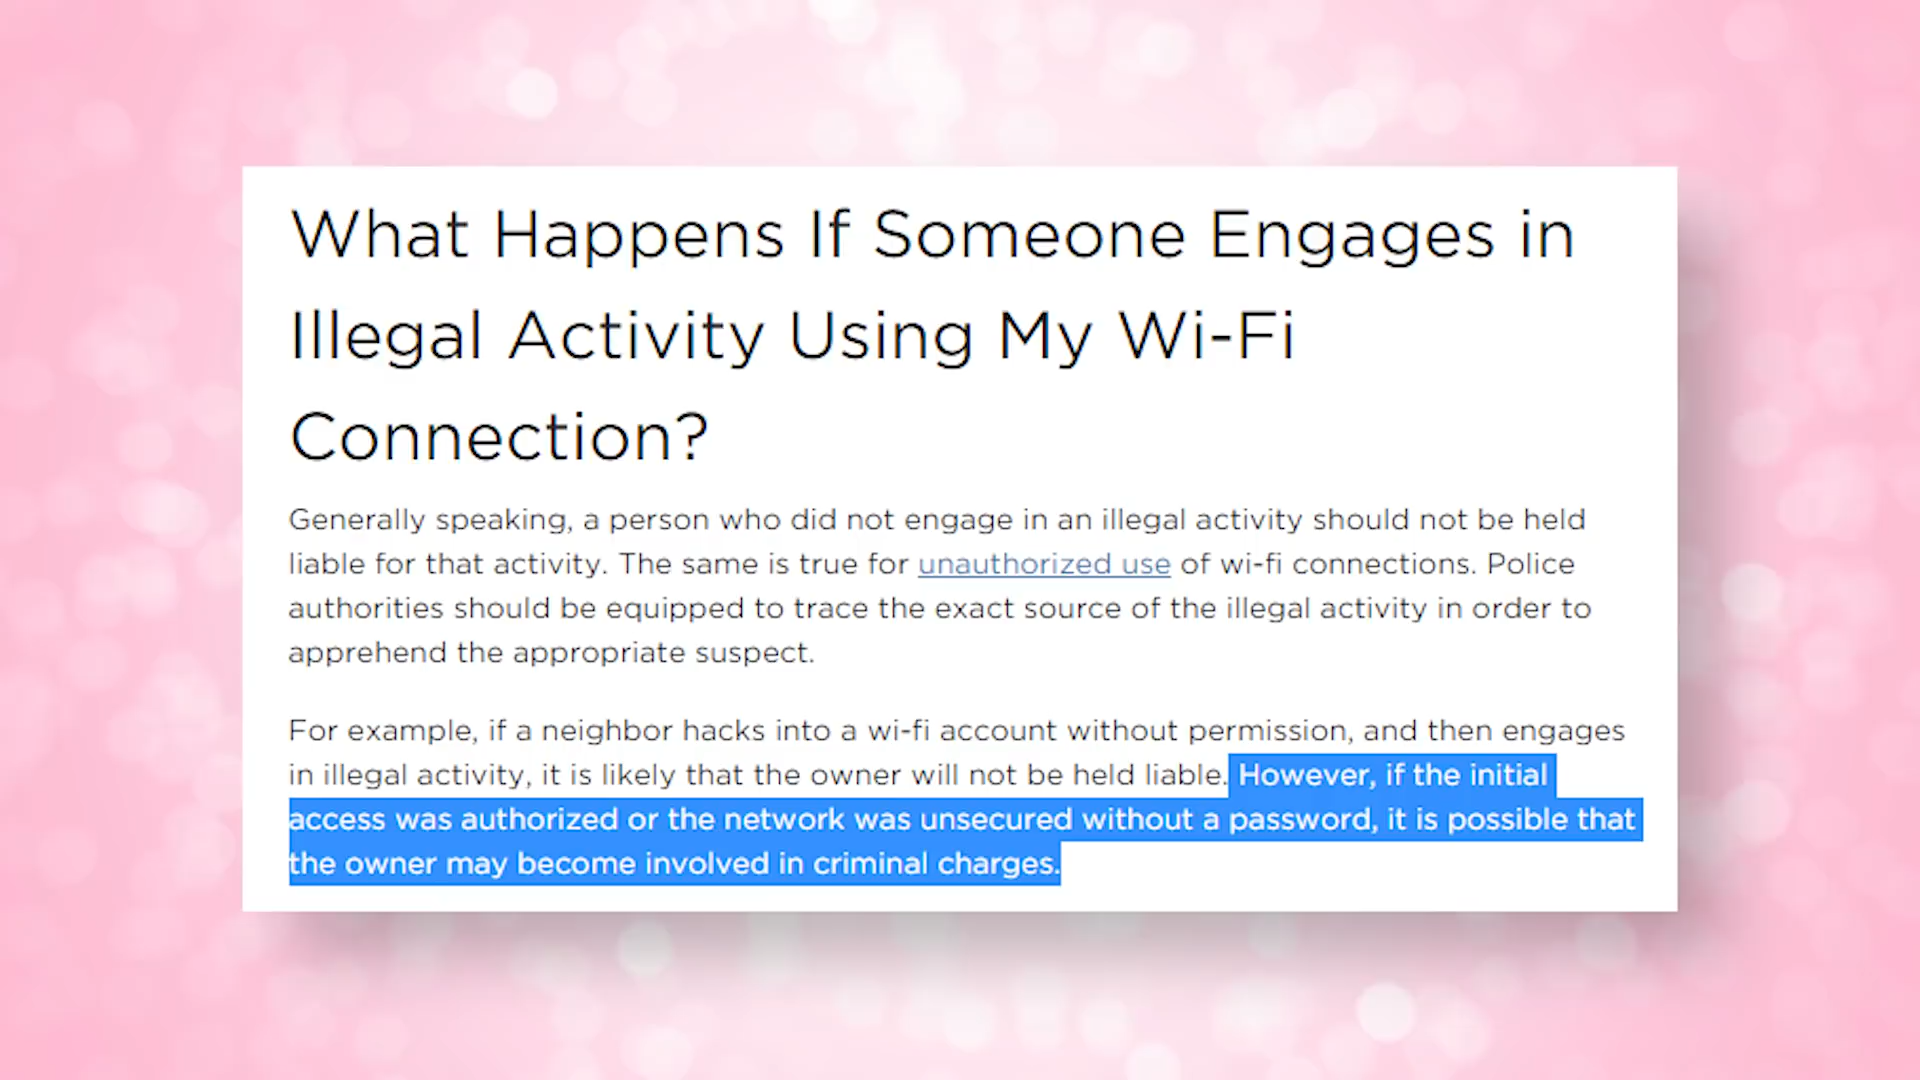 What Happens If Someone Engages in
Illegal Activity Using My Wi-Fi
Connection?
Generally speaking, a person who did not engage in an illegal activity should not be held
liable for that activity. The same is true for unauthorized use of wi-fi connections. Police
authorities should be equipped to trace the exact source of the illegal activity in order to
apprehend the appropriate suspect.
For example, if a neighbor hacks into a wi-fi account without permission, and then engages
in illegal activity, it is likely that the owner will not be held liable. However, if the initial
access was authorized or the network was unsecured without a password, it is possible that
the owner may become involved in criminal charges.